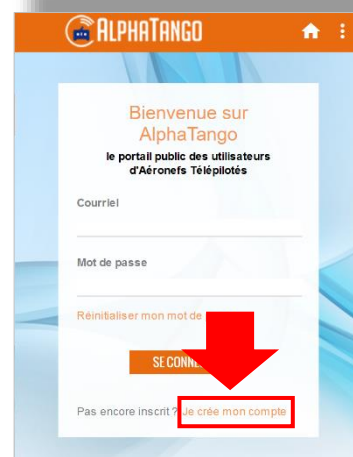 AlphaTango
Bienvenue sur
AlphaTango
le portail public des utilisateurs
d'Aéronefs Télépilotés
Courriel
Mot de passe
Réinitialiser mon mot de
SE
Pas encore inscrit ? Je crée mon compte